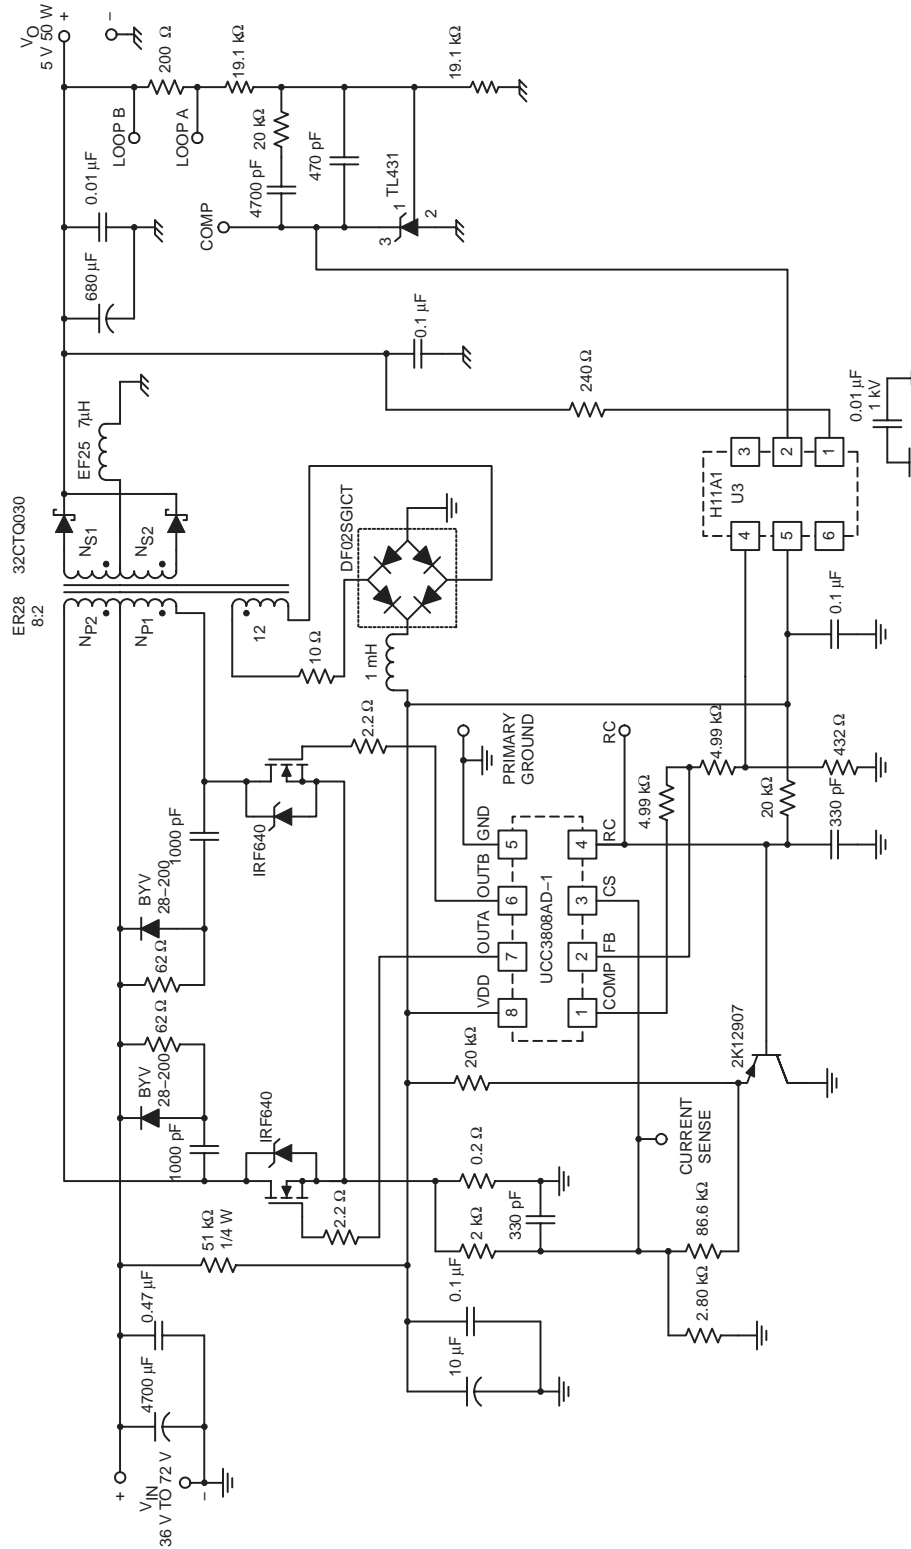 V_IN
36 V TO 72 V
+
−
4700 µF
0.47 µF
51 kΩ
1/4 W
1000 pF
BYV
28−200
62 Ω
62 Ω
BYV
28−200
1000 pF
IRF640
IRF640
2.2 Ω
2.2 Ω
ER28
8:2
32CTQ030
N_P2
N_P1
N_S1
N_S2
12
EF25 7µH
10 Ω
1 mH
DF02SGICT
680 µF
0.01 µF
V_O
5 V 50 W
+
−
LOOP B
200 Ω
LOOP A
19.1 kΩ
20 kΩ
4700 pF
470 pF
19.1 kΩ
COMP
TL431
1
2
3
0.1 µF
240 Ω
10 µF
0.1 µF
2 kΩ
0.2 Ω
330 pF
CURRENT
SENSE
2.80 kΩ
86.6 kΩ
20 kΩ
2K12907
VDD
OUTA
OUTB
GND
8
7
6
5
UCC3808AD−1
1
2
3
4
COMP
FB
CS
RC
PRIMARY
GROUND
RC
4.99 kΩ
4.99 kΩ
20 kΩ
432 Ω
330 pF
0.1 µF
H11A1
U3
4
5
6
3
2
1
0.01 µF
1 kV